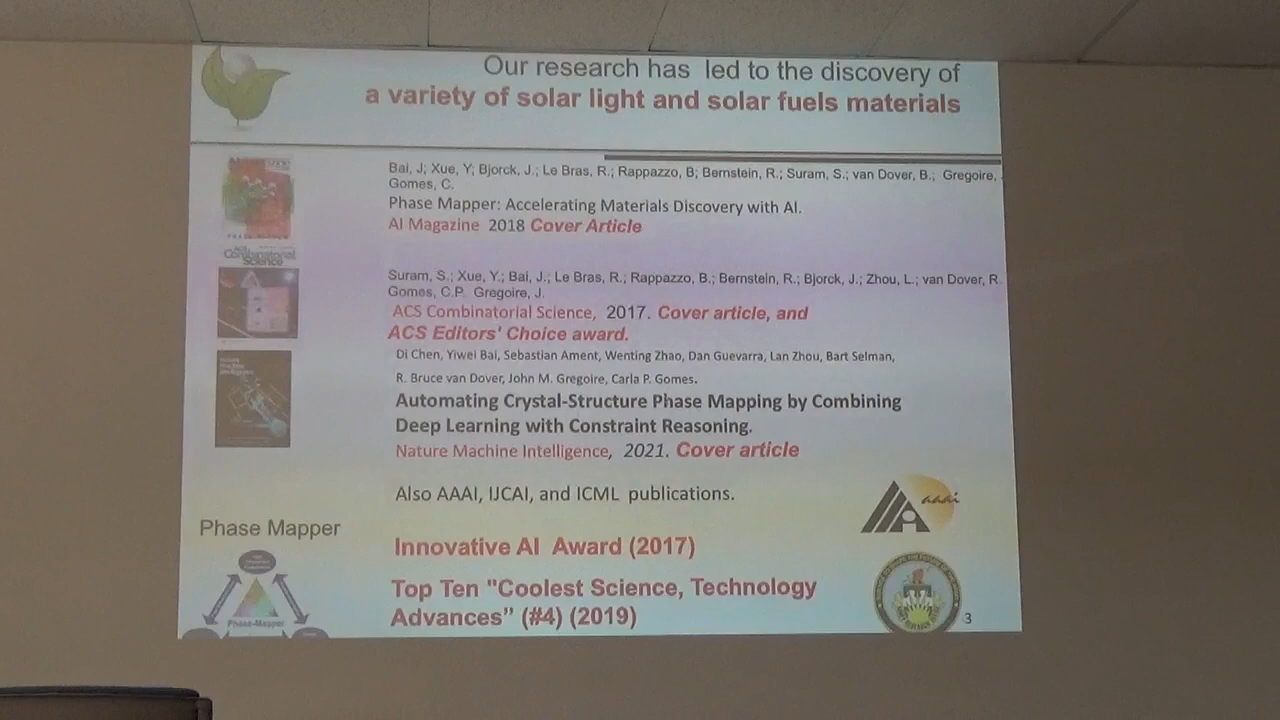 Our research has led to the discovery of
a variety of solar light and solar fuels materials
Bai, J; Xue, Y; Bjorck, J.; Le Bras, R.; Rappazzo, B; Bernstein, R.; Suram, S.; van Dover, B.; Gregoire,
Gomes, C.
Phase Mapper: Accelerating Materials Discovery with AI.
AI Magazine 2018 Cover Article
ACS
Combinatorial
Science
Suram, S.; Xue, Y.; Bai, J.; Le Bras, R.; Rappazzo, B.; Bernstein, R.; Bjorck, J.; Zhou, L.; van Dover, R.
Gomes, C.P. Gregoire, J.
ACS Combinatorial Science, 2017. Cover article, and
ACS Editors' Choice award.
Di Chen, Yiwei Bai, Sebastian Ament, Wenting Zhao, Dan Guevarra, Lan Zhou, Bart Selman,
R. Bruce van Dover, John M. Gregoire, Carla P. Gomes.
Automating Crystal-Structure Phase Mapping by Combining
Deep Learning with Constraint Reasoning.
Nature Machine Intelligence, 2021. Cover article
Also AAAI, IJCAI, and ICML publications.
aaai
Phase Mapper
Innovative AI Award (2017)
Top Ten "Coolest Science, Technology
Advances” (#4) (2019)
Phase-Mapper
3